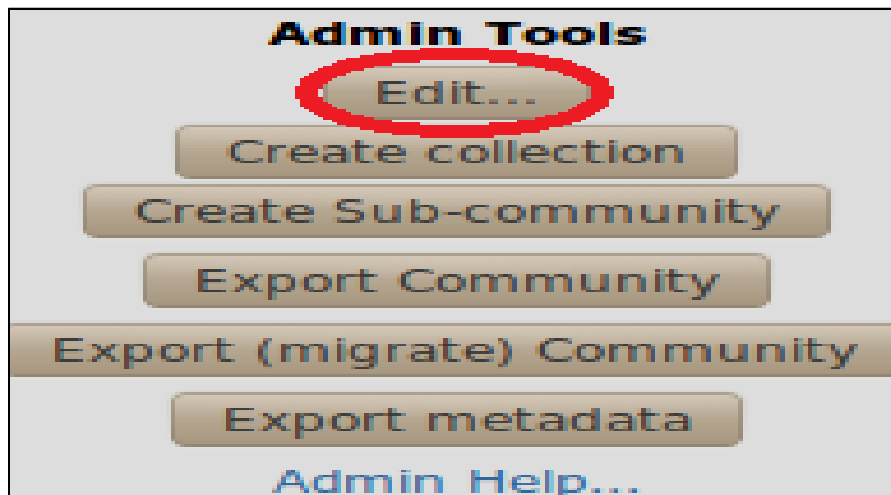 Admin Tools
Edit...
Create collection
Create Sub-community
Export Community
Export (migrate) Community
Export metadata
Admin Help...